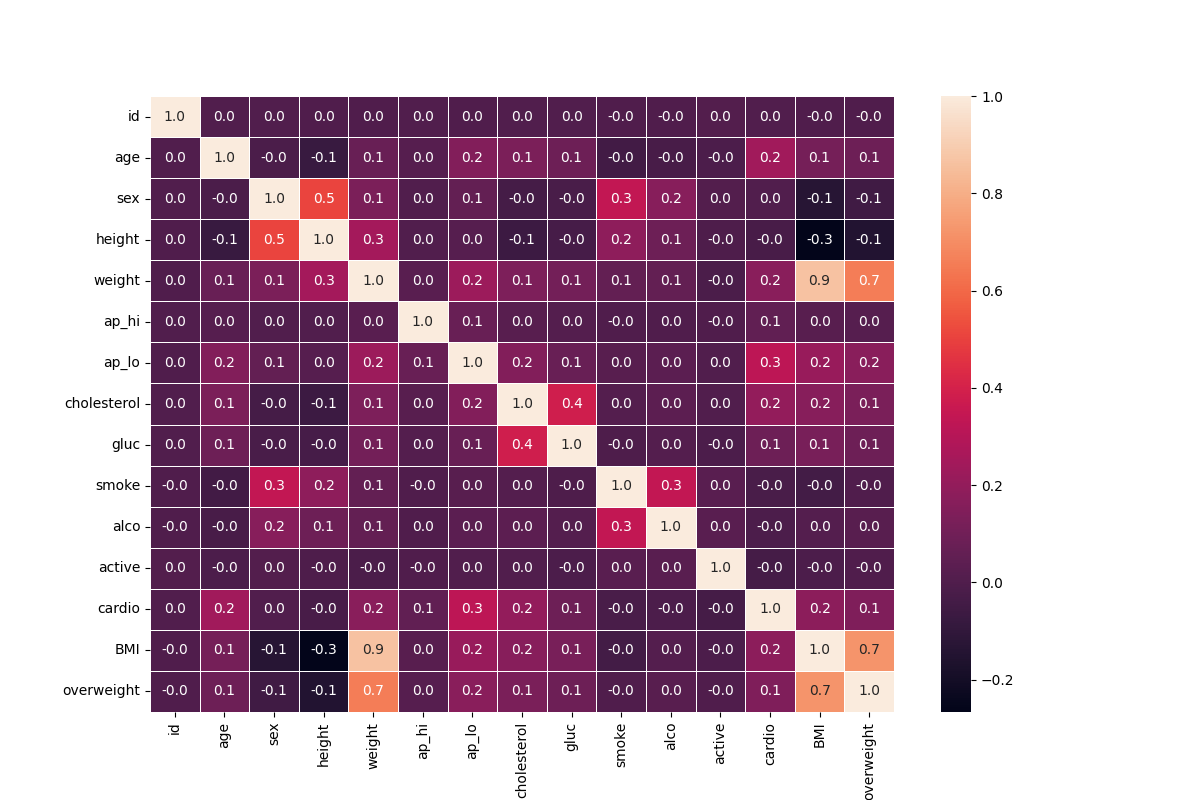 id 1.0 0.0 0.0 0.0 0.0 0.0 0.0 0.0 0.0 -0.0 -0.0 0.0 0.0 -0.0 -0.0
age 0.0 1.0 -0.0 -0.1 0.1 0.0 0.2 0.1 0.1 -0.0 -0.0 -0.0 0.2 0.1 0.1
sex 0.0 -0.0 1.0 0.5 0.1 0.0 0.1 -0.0 -0.0 0.3 0.2 0.0 0.0 -0.1 -0.1
height 0.0 -0.1 0.5 1.0 0.3 0.0 0.0 -0.1 -0.0 0.2 0.1 -0.0 -0.0 -0.3 -0.1
weight 0.0 0.1 0.1 0.3 1.0 0.0 0.2 0.1 0.1 0.1 0.1 -0.0 0.2 0.9 0.7
ap_hi 0.0 0.0 0.0 0.0 0.0 1.0 0.1 0.0 0.0 -0.0 0.0 -0.0 0.1 0.0 0.0
ap_lo 0.0 0.2 0.1 0.0 0.2 0.1 1.0 0.2 0.1 0.0 0.0 0.0 0.3 0.2 0.2
cholesterol 0.0 0.1 -0.0 -0.1 0.1 0.0 0.2 1.0 0.4 0.0 0.0 0.0 0.2 0.2 0.1
gluc 0.0 0.1 -0.0 -0.0 0.1 0.0 0.1 0.4 1.0 -0.0 0.0 -0.0 0.1 0.1 0.1
smoke -0.0 -0.0 0.3 0.2 0.1 -0.0 0.0 0.0 -0.0 1.0 0.3 0.0 -0.0 -0.0 -0.0
alco -0.0 -0.0 0.2 0.1 0.1 0.0 0.0 0.0 0.0 0.3 1.0 0.0 -0.0 0.0 0.0
active 0.0 -0.0 0.0 -0.0 -0.0 -0.0 0.0 0.0 -0.0 0.0 0.0 1.0 -0.0 -0.0 -0.0
cardio 0.0 0.2 0.0 -0.0 0.2 0.1 0.3 0.2 0.1 -0.0 -0.0 -0.0 1.0 0.2 0.1
BMI -0.0 0.1 -0.1 -0.3 0.9 0.0 0.2 0.2 0.1 -0.0 0.0 -0.0 0.2 1.0 0.7
overweight -0.0 0.1 -0.1 -0.1 0.7 0.0 0.2 0.1 0.1 -0.0 0.0 -0.0 0.1 0.7 1.0
id age sex height weight ap_hi ap_lo cholesterol gluc smoke alco active cardio BMI overweight
1.0
0.8
0.6
0.4
0.2
0.0
−0.2